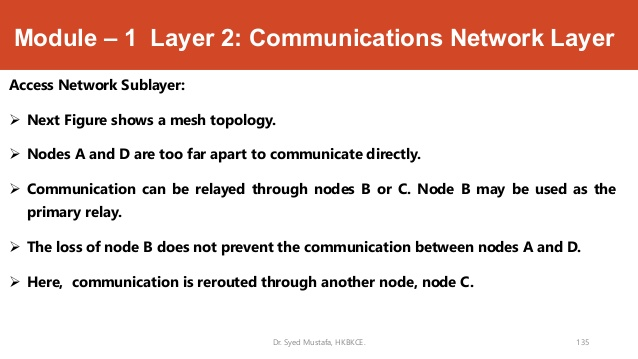 Module – 1 Layer 2: Communications Network Layer
Access Network Sublayer:
➢ Next Figure shows a mesh topology.
➢ Nodes A and D are too far apart to communicate directly.
➢ Communication can be relayed through nodes B or C. Node B may be used as the
primary relay.
➢ The loss of node B does not prevent the communication between nodes A and D.
➢ Here, communication is rerouted through another node, node C.
Dr. Syed Mustafa, HKBKCE. 135